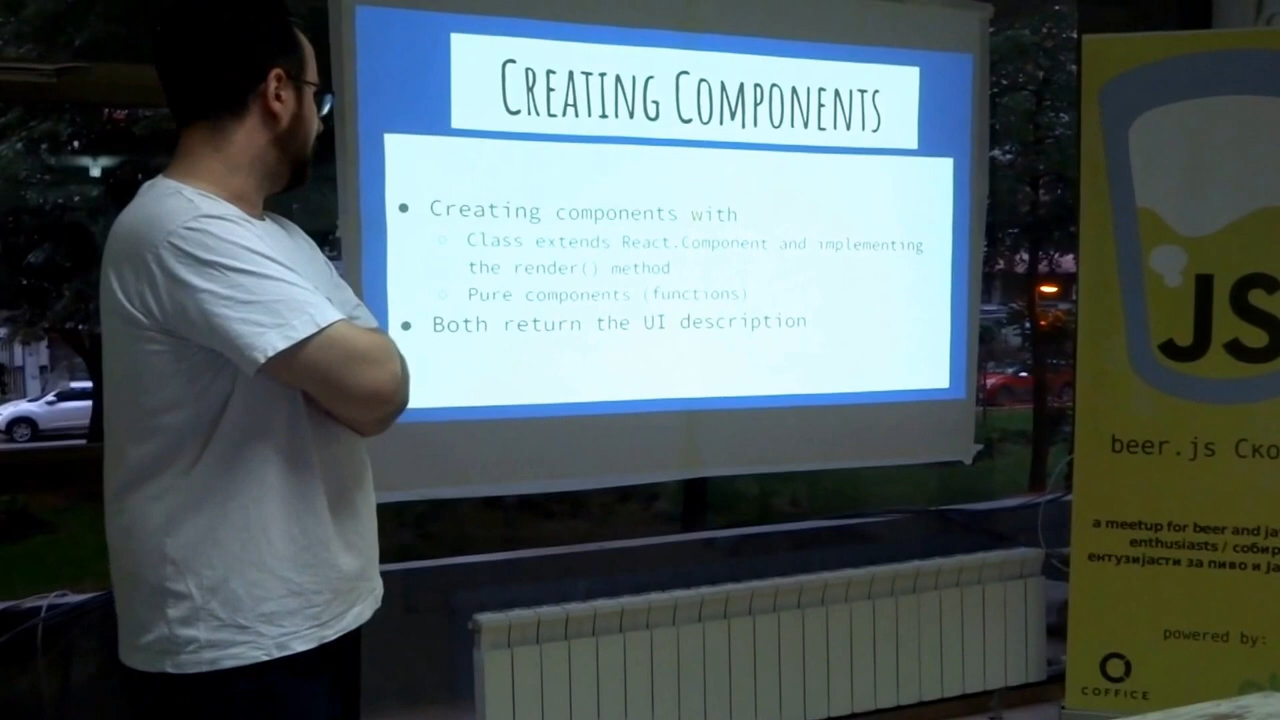 CREATING COMPONENTS
● Creating components with
○ Class extends React.Component and implementing
the render() method
○ Pure components (functions)
● Both return the UI description
JS
beer.js Ско
a meetup for beer and ja
enthusiasts / собир
ентузијасти за пиво и ја
powered by:
COFFICE